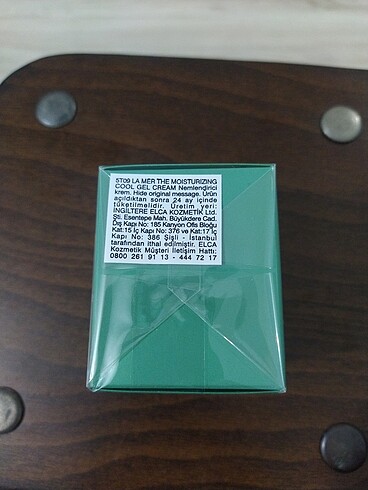 5T09 LA MER THE MOISTURIZING
COOL GEL CREAM Nemlendirici
krem. Hide original message. Ürün
açıldıktan sonra 24 ay içinde
tüketilmelidir. Üretim yeri:
İNGİLTERE ELCA KOZMETİK Ltd.
Şti. Esentepe Mah. Büyükdere Cad.
Dış Kapı No: 185 Kanyon Ofis Bloğu
Kat:15 İç Kapı No: 376 ve Kat:17 İç
Kapı No: 386 Şişli - İstanbul
tarafından ithal edilmiştir. ELCA
Kozmetik Müşteri İletişim Hattı:
0800 261 91 13 - 444 72 17